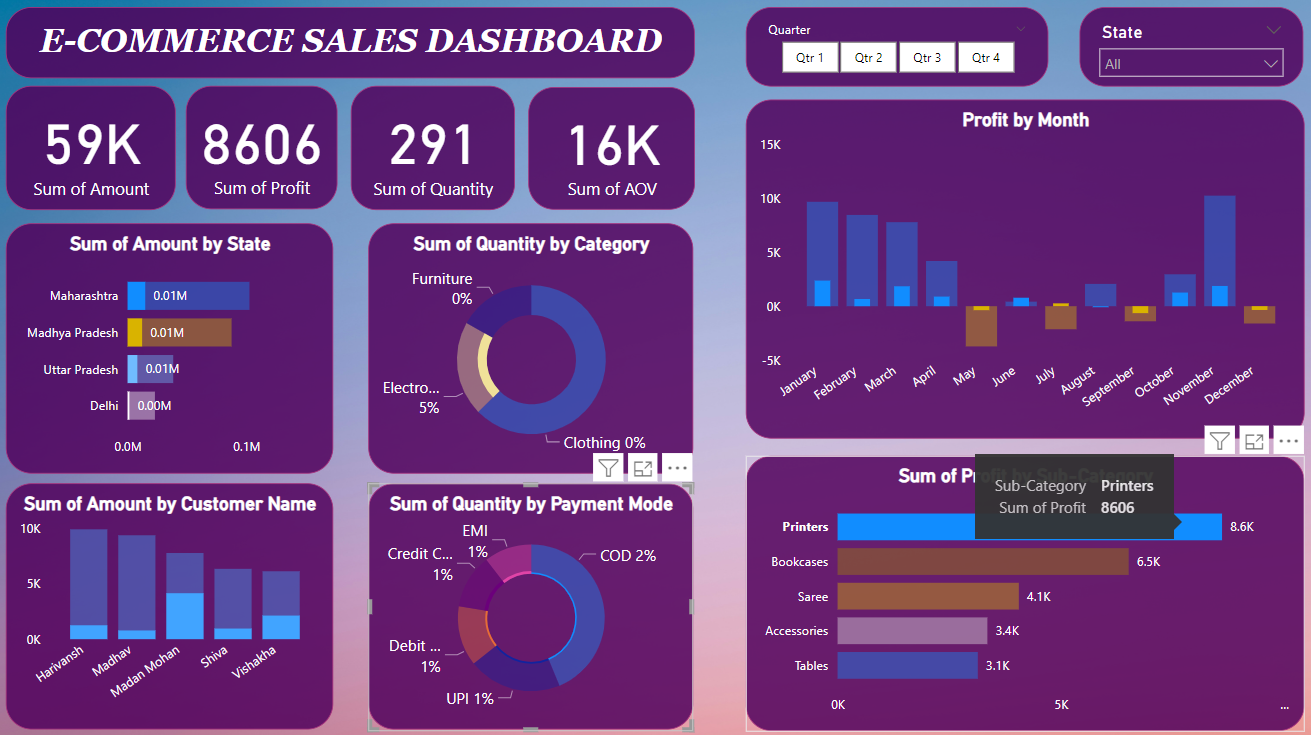 E-COMMERCE SALES DASHBOARD
Quarter
Qtr 1
Qtr 2
Qtr 3
Qtr 4
State
All
59K
Sum of Amount
8606
Sum of Profit
291
Sum of Quantity
16K
Sum of AOV
Sum of Amount by State
Maharashtra
0.01M
Madhya Pradesh
0.01M
Uttar Pradesh
0.01M
Delhi
0.00M
0.0M
0.1M
Sum of Quantity by Category
Furniture
0%
Electro...
5%
Clothing 0%
Profit by Month
15K
10K
5K
0K
-5K
January
February
March
April
May
June
July
August
September
October
November
December
Sum of Amount by Customer Name
10K
5K
0K
Harivansh
Madhav
Madan Mohan
Shiva
Vishakha
Sum of Quantity by Payment Mode
EMI
1%
Credit C...
1%
COD 2%
Debit ...
1%
UPI 1%
Sum of Profit by Sub-Category
Sub-Category Printers
Sum of Profit 8606
Printers
8.6K
Bookcases
6.5K
Saree
4.1K
Accessories
3.4K
Tables
3.1K
0K
5K
...